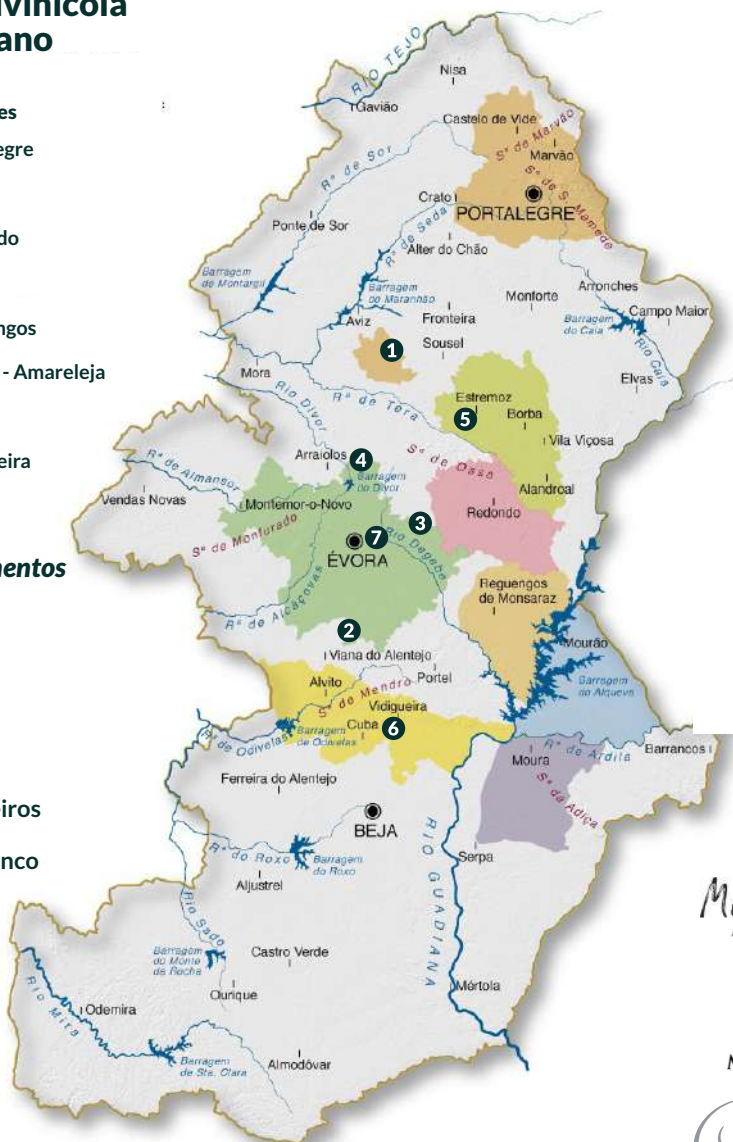 vinícola
ano
es
egre
do
ngos
- Amareleja
eira
mentos
eiros
nco
RIO TEJO
Nisa
Gavião
Castelo de Vide
Sª de Marvão
Marvão
Rª de Sor
Sª de S. Mamede
Crato
PORTALEGRE
Rª de Seda
Ponte de Sor
Alter do Chão
Barragem
de Montargil
Barragem
do Maranhão
Monforte
Arronches
Campo Maior
Aviz
Fronteira
Barragem
do Caia
Rio Caia
1
Sousel
Mora
Elvas
Rio Divor
Rª de Tera
Estremoz
5
Borba
Vila Viçosa
Arraiolos
4
Sª de Ossa
Rª de Almansor
Barragem
do Divor
Alandroal
Vendas Novas
Montemor-o-Novo
3
Redondo
Sª de Monfurado
7
Rio Degebe
ÉVORA
Rª de Alcáçovas
Reguengos
de Monsaraz
2
Mourão
Viana do Alentejo
Portel
Barragem
do Alqueva
Alvito
Sª de Mendro
Vidigueira
Cuba
6
Rª de Odivelas
Barragem
de Odivelas
Rª de Ardila
Barrancos
Moura
Sª da Adiça
Ferreira do Alentejo
BEJA
Rª do Roxo
Barragem
do Roxo
RIO GUADIANA
Serpa
Aljustrel
Rio Sado
Barragem
do Monte
da Rocha
Castro Verde
Ourique
Mértola
Rio Mira
Odemira
Barragem
de Sta. Clara
Almodôvar